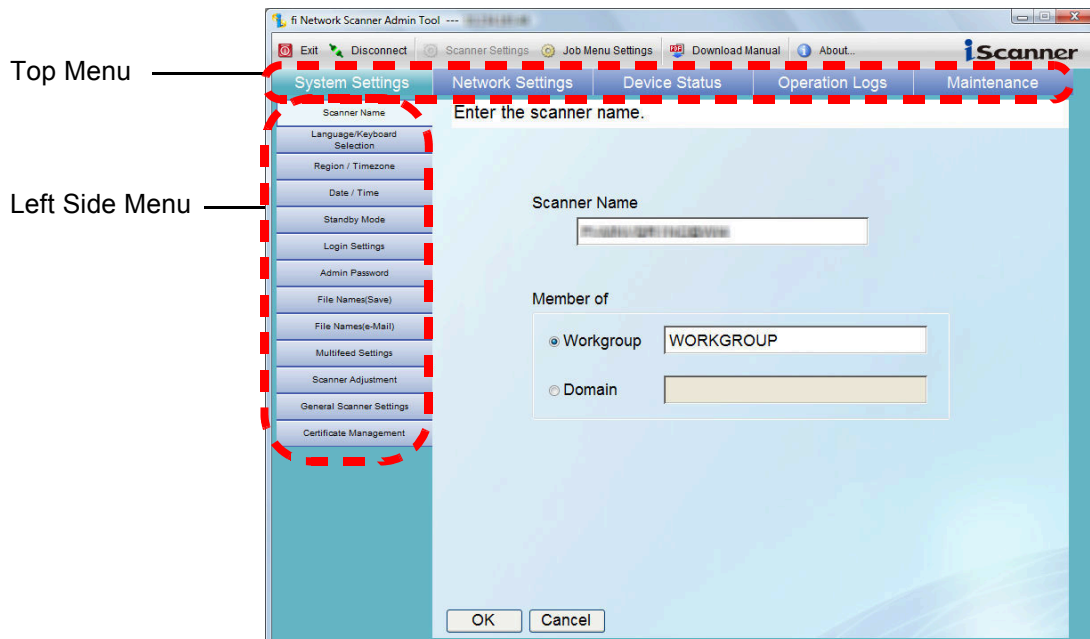 fi Network Scanner Admin Tool ---
Exit Disconnect Scanner Settings Job Menu Settings Download Manual About... iScanner
Top Menu
System Settings Network Settings Device Status Operation Logs Maintenance
Scanner Name
Enter the scanner name.
Language/Keyboard
Selection
Region / Timezone
Date / Time
Left Side Menu
Scanner Name
Standby Mode
Login Settings
Admin Password
File Names(Save)
Member of
File Names(e-Mail)
Workgroup WORKGROUP
Multifeed Settings
Scanner Adjustment
Domain
General Scanner Settings
Certificate Management
OK Cancel